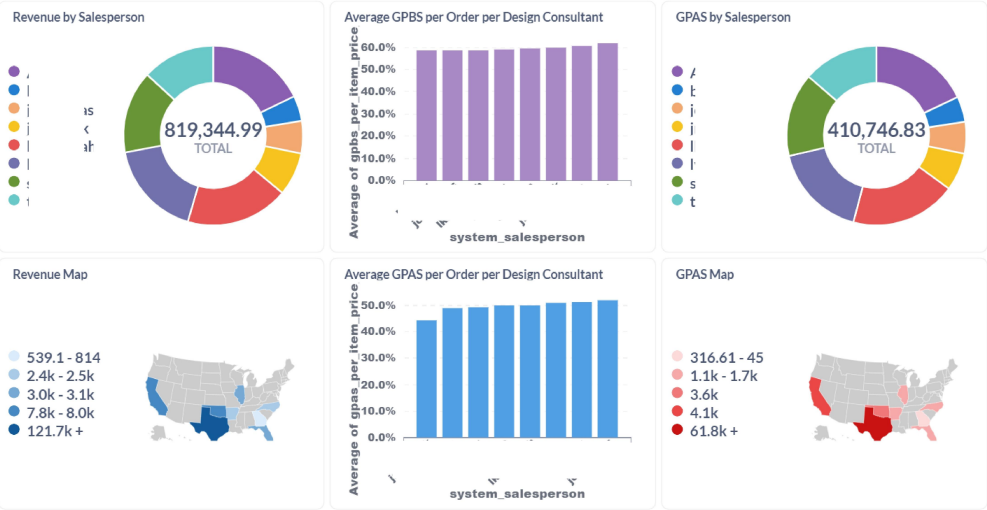 Revenue by Salesperson
as
k
ah
819,344.99
TOTAL
Average GPBS per Order per Design Consultant
Average of gpbs_per_item_price
60.0%
50.0%
40.0%
30.0%
20.0%
10.0%
0.0%
system_salesperson
GPAS by Salesperson
A
b
s
t
410,746.83
TOTAL
Revenue Map
539.1 - 814
2.4k - 2.5k
3.0k - 3.1k
7.8k - 8.0k
121.7k +
Average GPAS per Order per Design Consultant
Average of gpas_per_item_price
50.0%
40.0%
30.0%
20.0%
10.0%
0.0%
system_salesperson
GPAS Map
316.61 - 45
1.1k - 1.7k
3.6k
4.1k
61.8k +